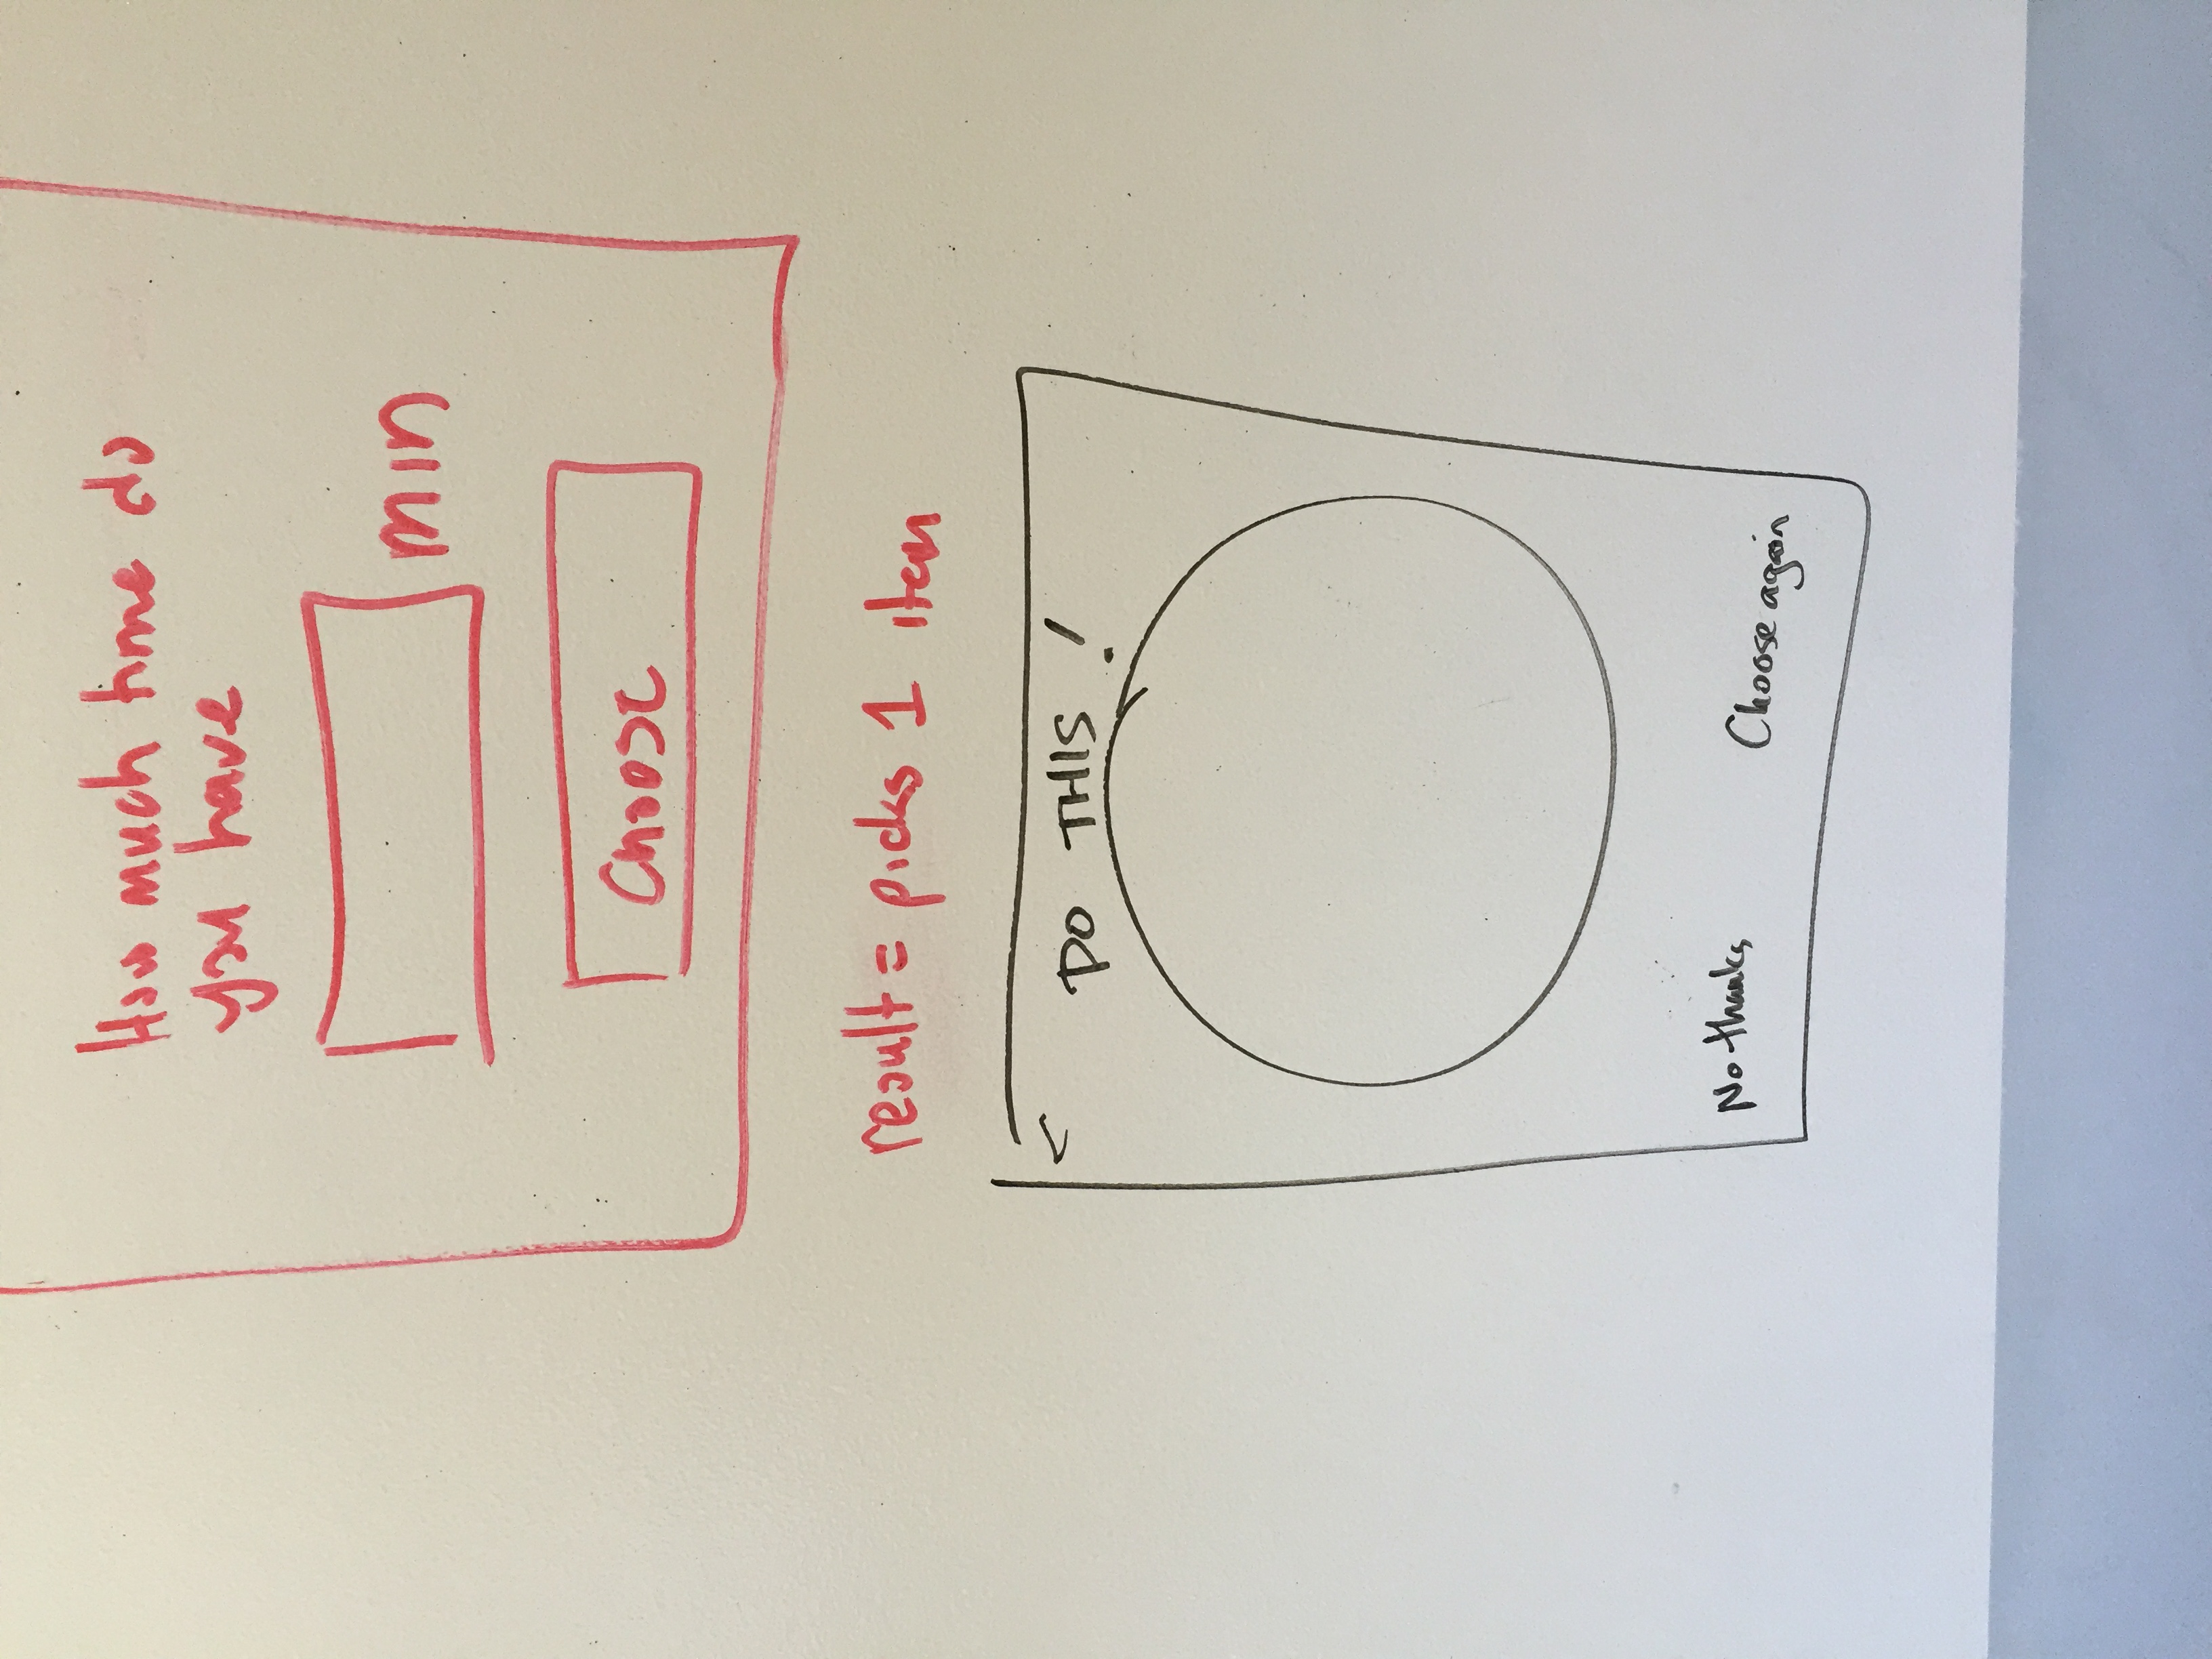 How much time do
you have
min
Choose
result = picks 1 item
< DO THIS !
No thanks
Choose again